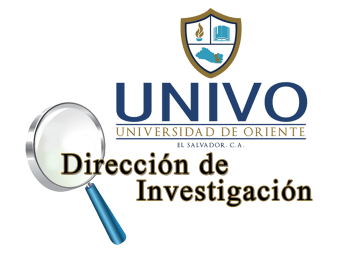 UNIVO
UNIVERSIDAD DE ORIENTE
EL SALVADOR. C.A.
Dirección de
Investigación